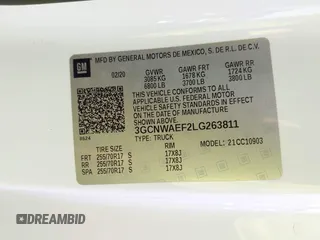 GM
MFD BY GENERAL MOTORS DE MEXICO, S. DE R.L. DE C.V.
02/20 GVWR GAWR FRT GAWR RR
3085 KG 1678 KG 1724 KG
6800 LB 3700 LB 3800 LB
THIS VEHICLE CONFORMS TO ALL APPLICABLE
U.S. FEDERAL MOTOR VEHICLE SAFETY STANDARDS
IN EFFECT ON THE DATE OF
MANUFACTURE SHOWN ABOVE.
3GCNWAEF2LG263811
TYPE: TRUCK
TIRE SIZE RIM MODEL: 21CC10903
FRT 255/70R17 S 17X8J
RR 255/70R17 S 17X8J
SPA 255/70R17 S 17X8J
DREAMBID